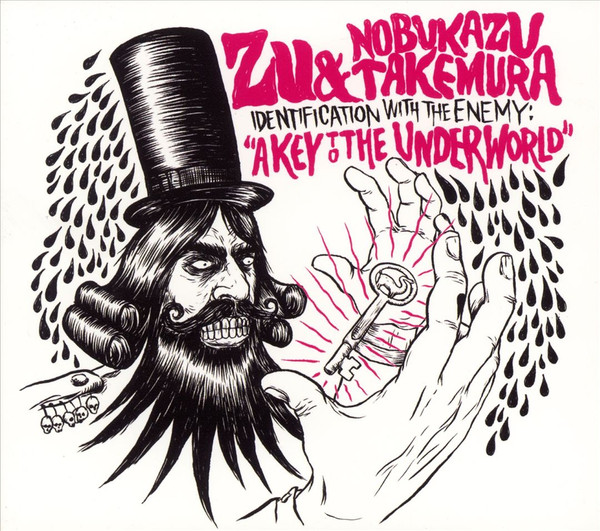 ZU & NOBUKAZU TAKEMURA
IDENTIFICATION WITH THE ENEMY:
"A KEY TO THE UNDERWORLD"